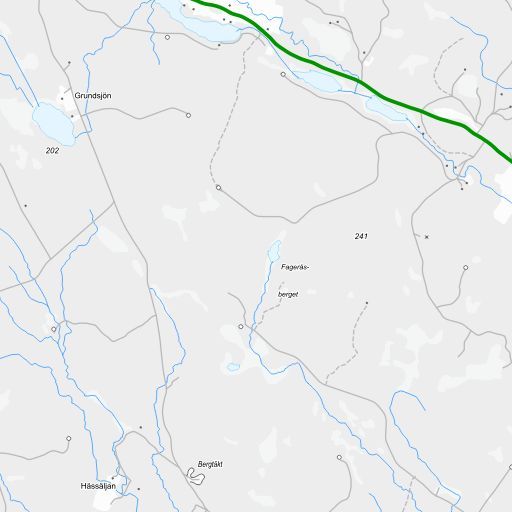 Grundsjön
202
241
Fageräs-
berget
Bergtäkt
Hässäljan